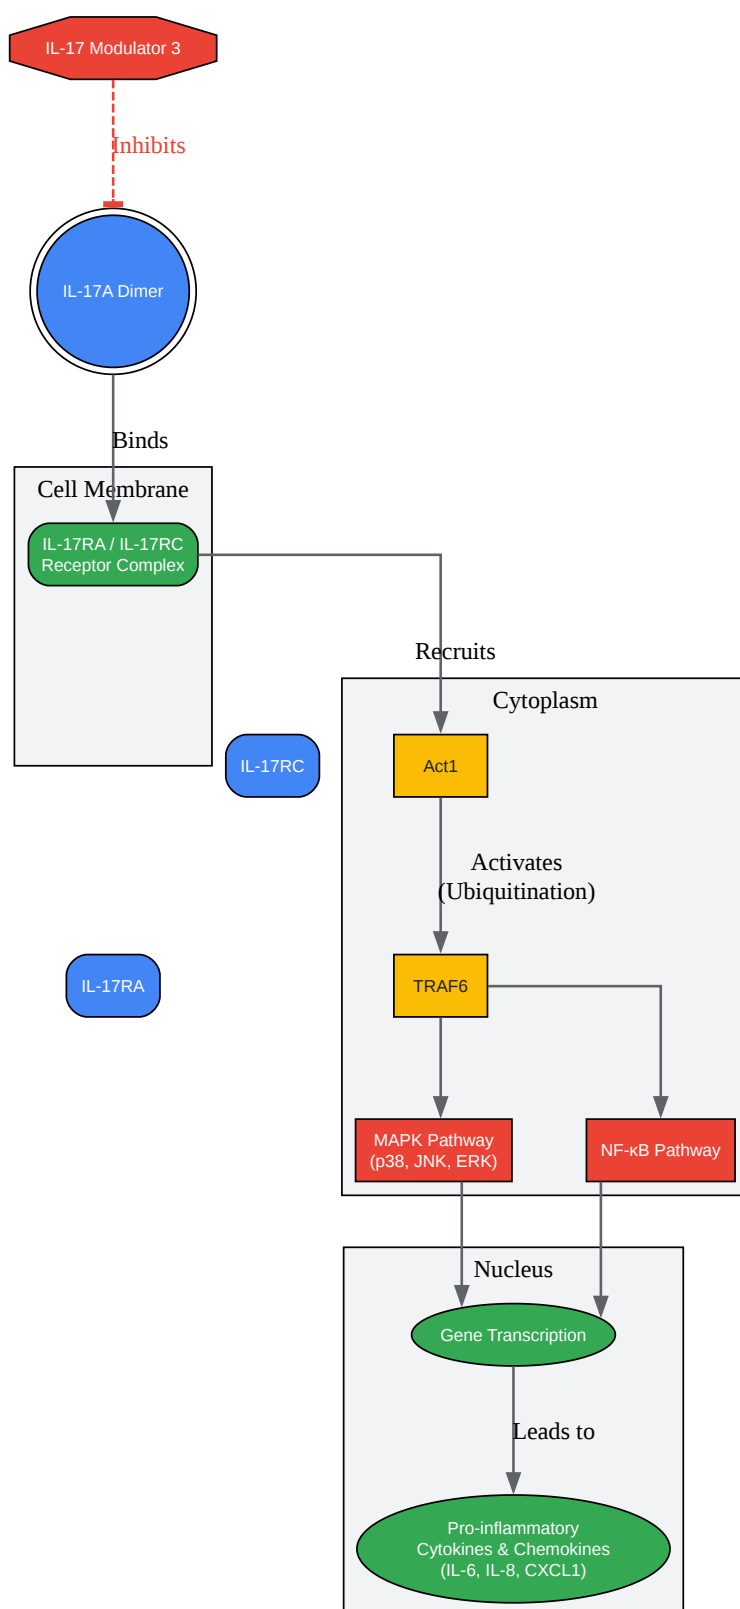 IL-17 Modulator 3
Inhibits
IL-17A Dimer
Binds
Cell Membrane
IL-17RA / IL-17RC
Receptor Complex
Recruits
Cytoplasm
IL-17RC
Act1
Activates
(Ubiquitination)
IL-17RA
TRAF6
MAPK Pathway
(p38, JNK, ERK)
NF-κB Pathway
Nucleus
Gene Transcription
Leads to
Pro-inflammatory
Cytokines & Chemokines
(IL-6, IL-8, CXCL1)